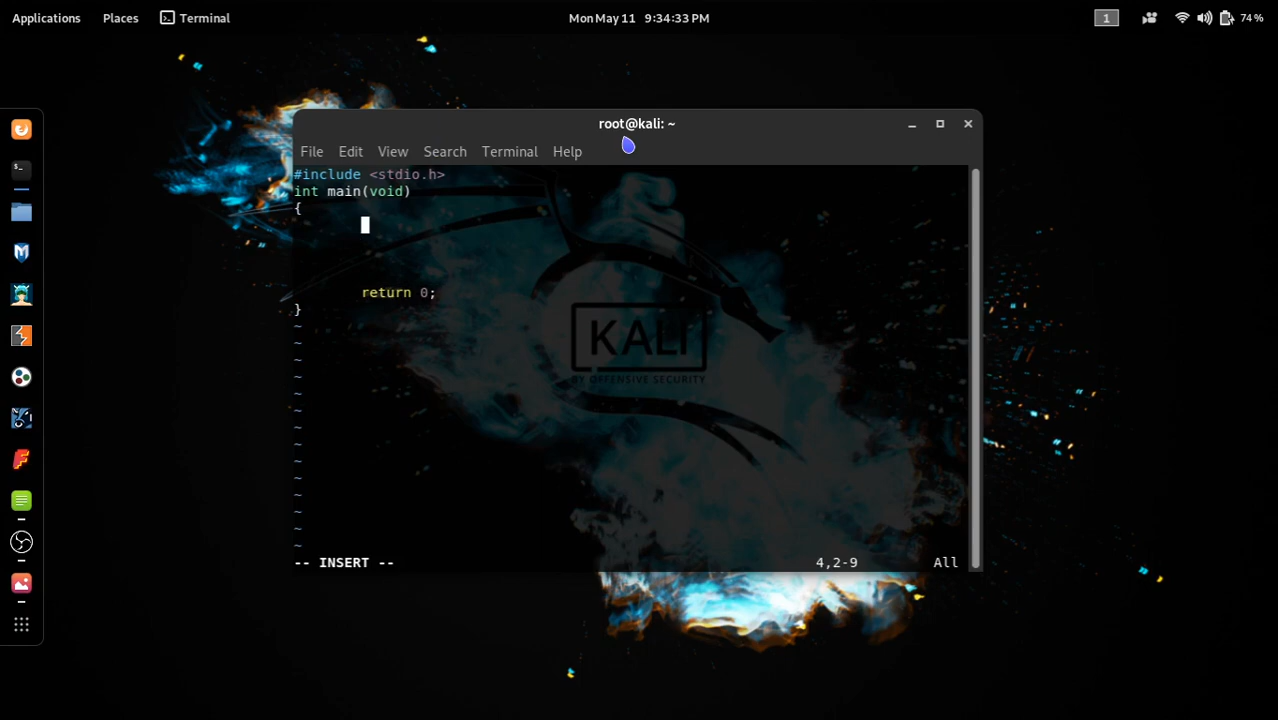 Applications Places Terminal Mon May 11 9:34:33 PM 1 74 %
root@kali: ~
File Edit View Search Terminal Help
#include <stdio.h>
int main(void)
{
return 0;
}
~
~
~
~
~
~
~
~
~
~
~
~
~
~
KALI
BY OFFENSIVE SECURITY
-- INSERT -- 4,2-9 All